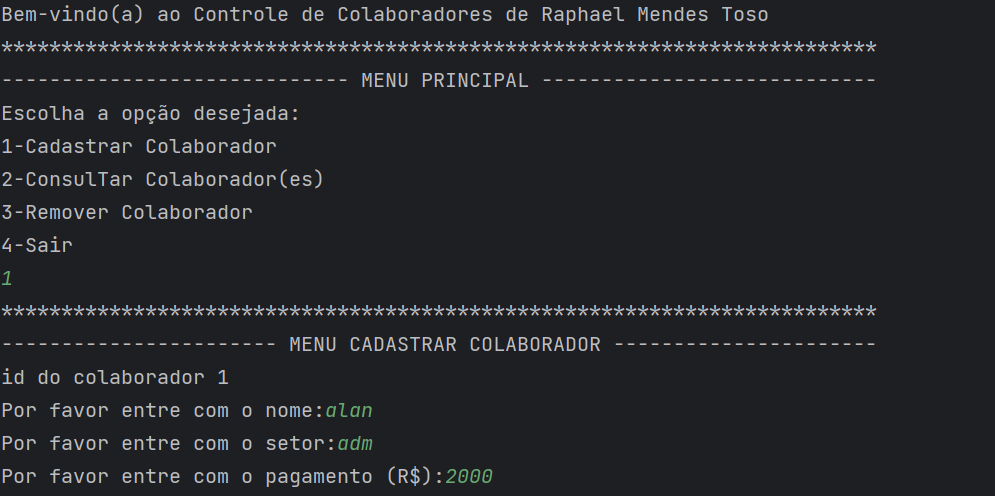 Bem-vindo(a) ao Controle de Colaboradores de Raphael Mendes Toso
*************************************************************************
----------------------------- MENU PRINCIPAL ----------------------------
Escolha a opção desejada:
1-Cadastrar Colaborador
2-ConsulTar Colaborador(es)
3-Remover Colaborador
4-Sair
1
*************************************************************************
----------------------- MENU CADASTRAR COLABORADOR ----------------------
id do colaborador 1
Por favor entre com o nome:alan
Por favor entre com o setor:adm
Por favor entre com o pagamento (R$):2000